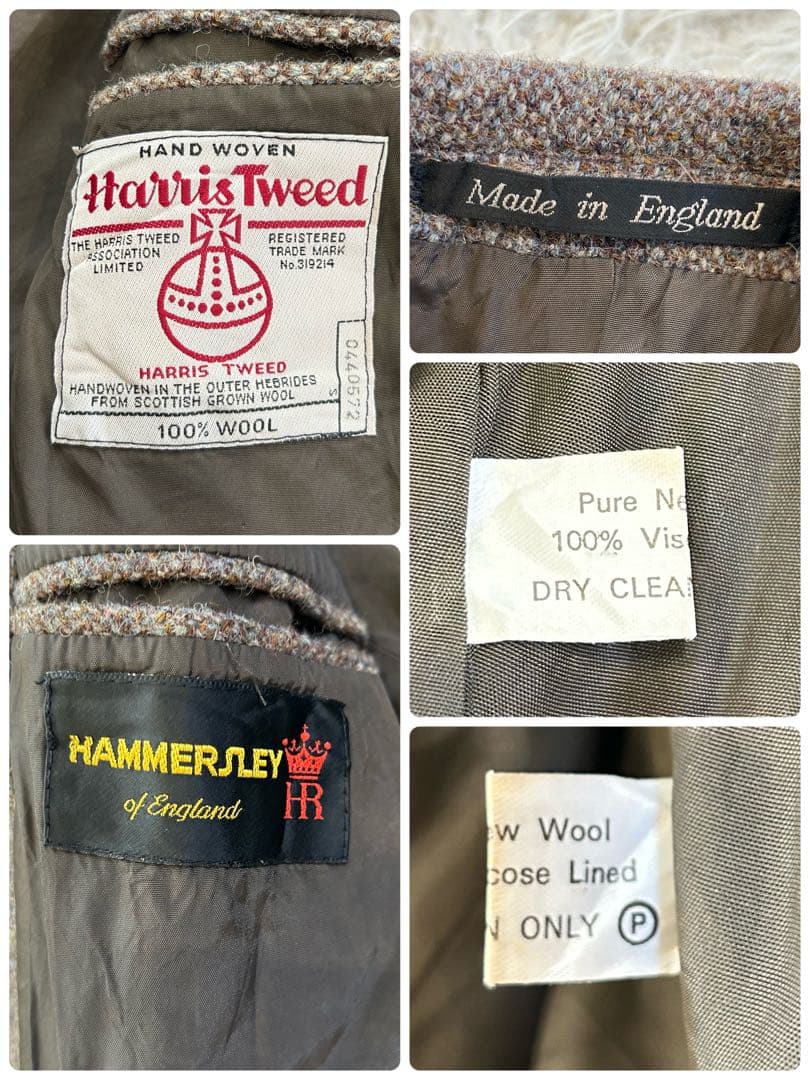 HAND WOVEN
Harris Tweed
THE HARRIS TWEED
ASSOCIATION
LIMITED
REGISTERED
TRADE MARK
No.319214
HARRIS TWEED
HANDWOVEN IN THE OUTER HEBRIDES
FROM SCOTTISH GROWN WOOL
S
0440572
100% WOOL
Made in England
Pure Ne
100% Vis
DRY CLEA
HAMMERSLEY
of England
HR
ew Wool
cose Lined
N ONLY P